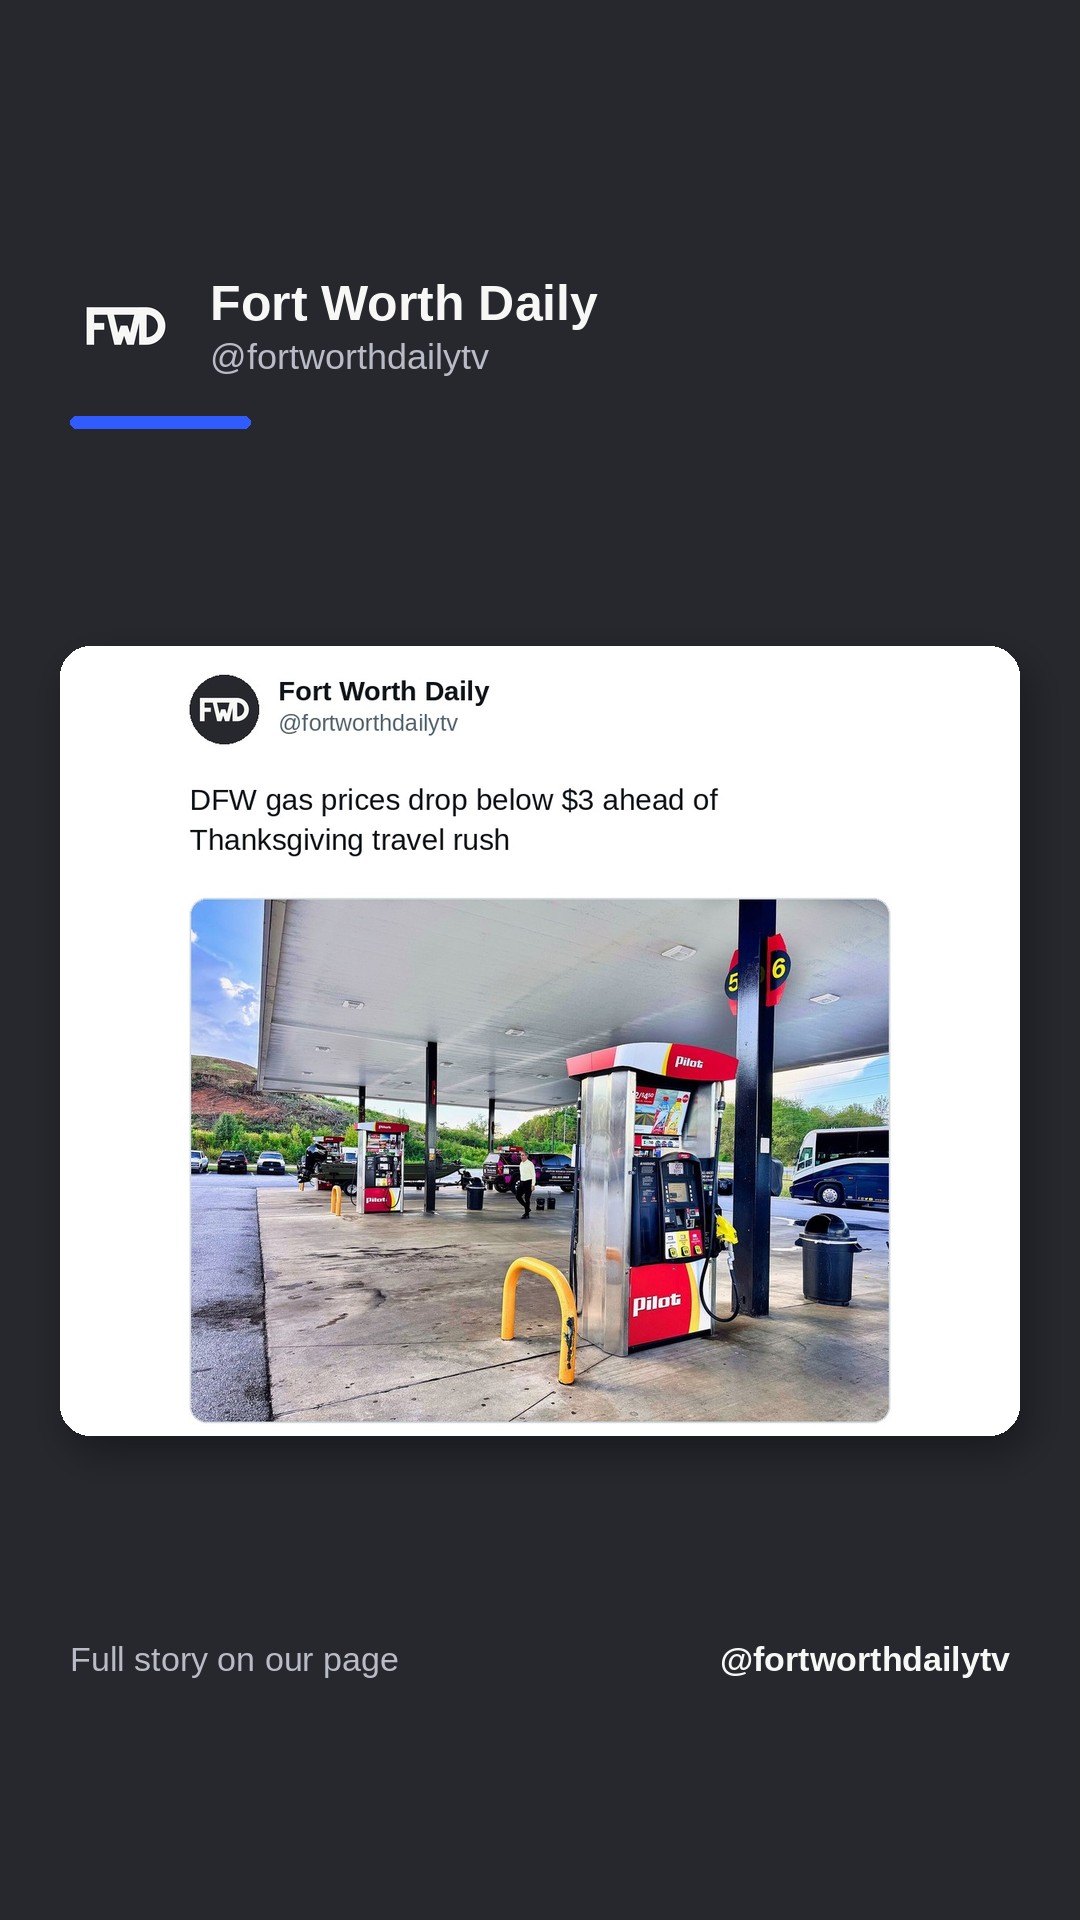 FWD
Fort Worth Daily
@fortworthdailytv
FWD
Fort Worth Daily
@fortworthdailytv
DFW gas prices drop below $3 ahead of
Thanksgiving travel rush
5
6
Pilot
Pilot
Pilot
Full story on our page
@fortworthdailytv